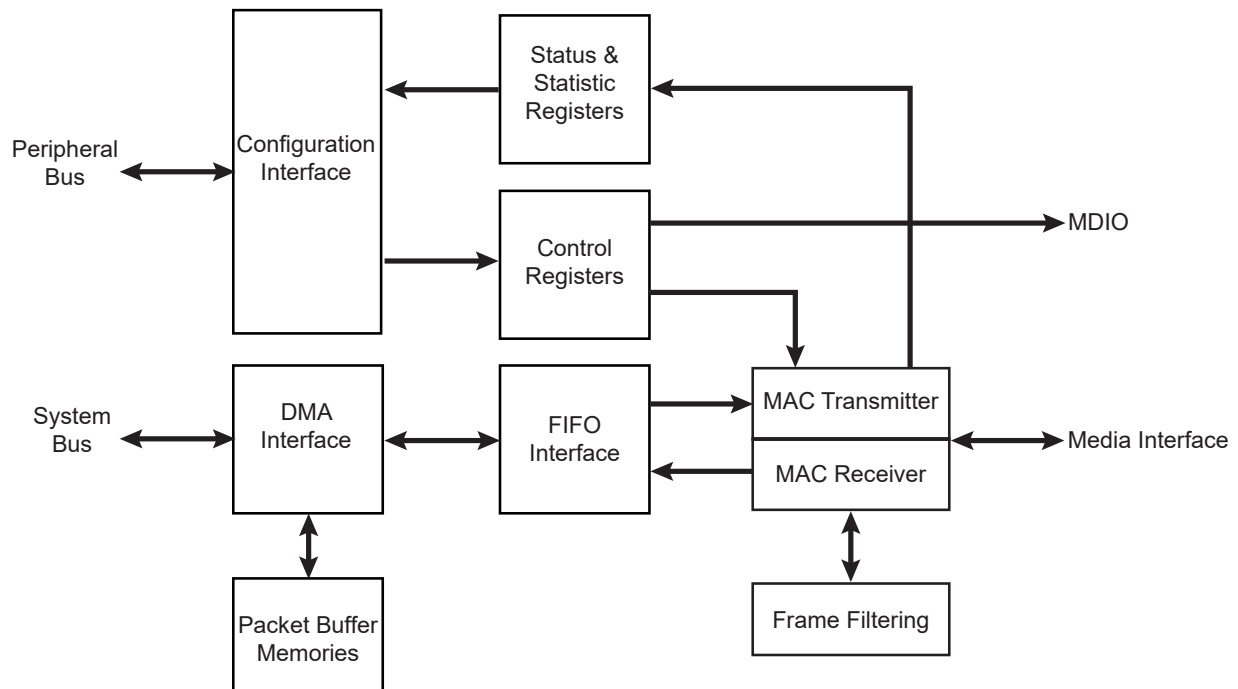 Status &
Statistic
Registers
Peripheral
Bus
Configuration
Interface
Control
Registers
MDIO
System
Bus
DMA
Interface
FIFO
Interface
MAC Transmitter
MAC Receiver
Media Interface
Packet Buffer
Memories
Frame Filtering